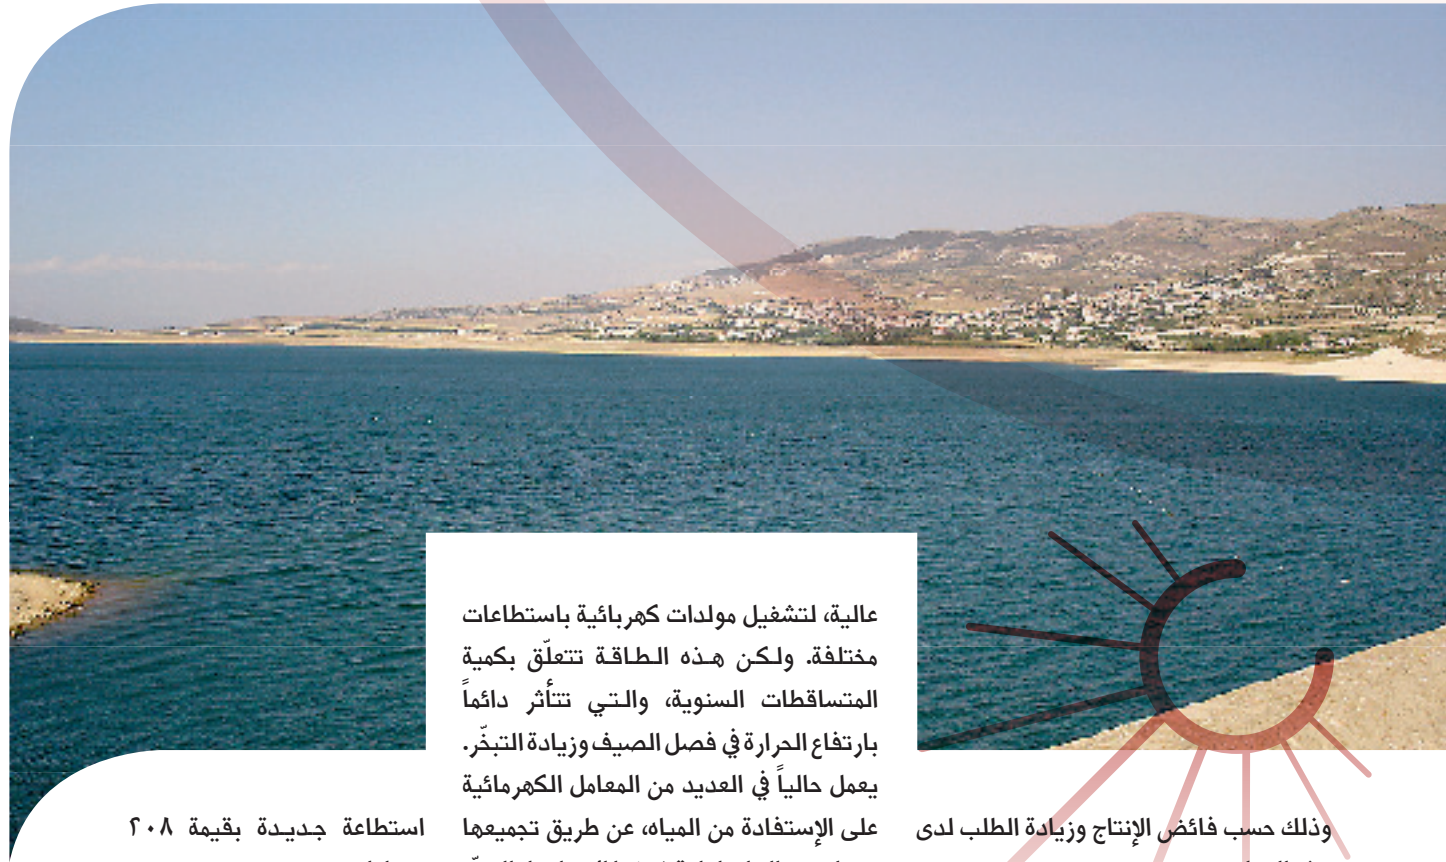 وذلك حسب فائض الإنتاج وزيادة الطلب لدى
عالية، لتشغيل مولدات كهربائية باستطاعات
مختلفة. ولكن هذه الطاقة تتعلّق بكمية
المتساقطات السنوية، والتي تتأثر دائماً
بارتفاع الحرارة في فصل الصيف وزيادة التبخّر.
يعمل حالياً في العديد من المعامل الكهرمائية
على الإستفادة من المياه، عن طريق تجميعها
استطاعة جديدة بقيمة ٢٠٨